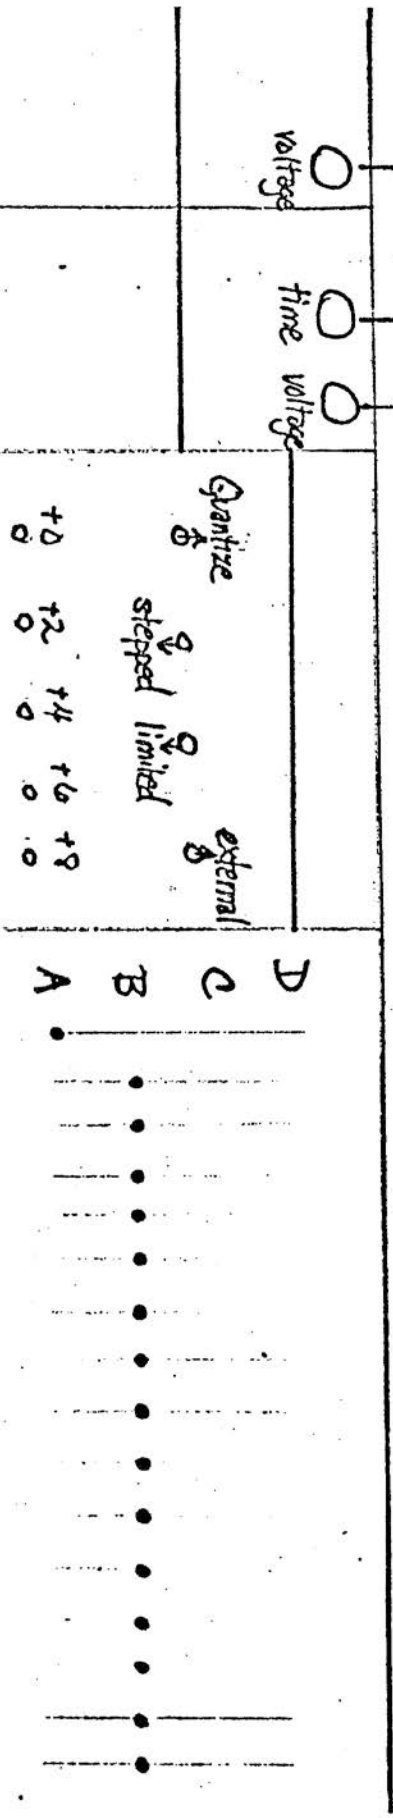 voltage time voltage
Quantize external
stepped limited
+0 +2 +4 +6 +8
D
C
B
A